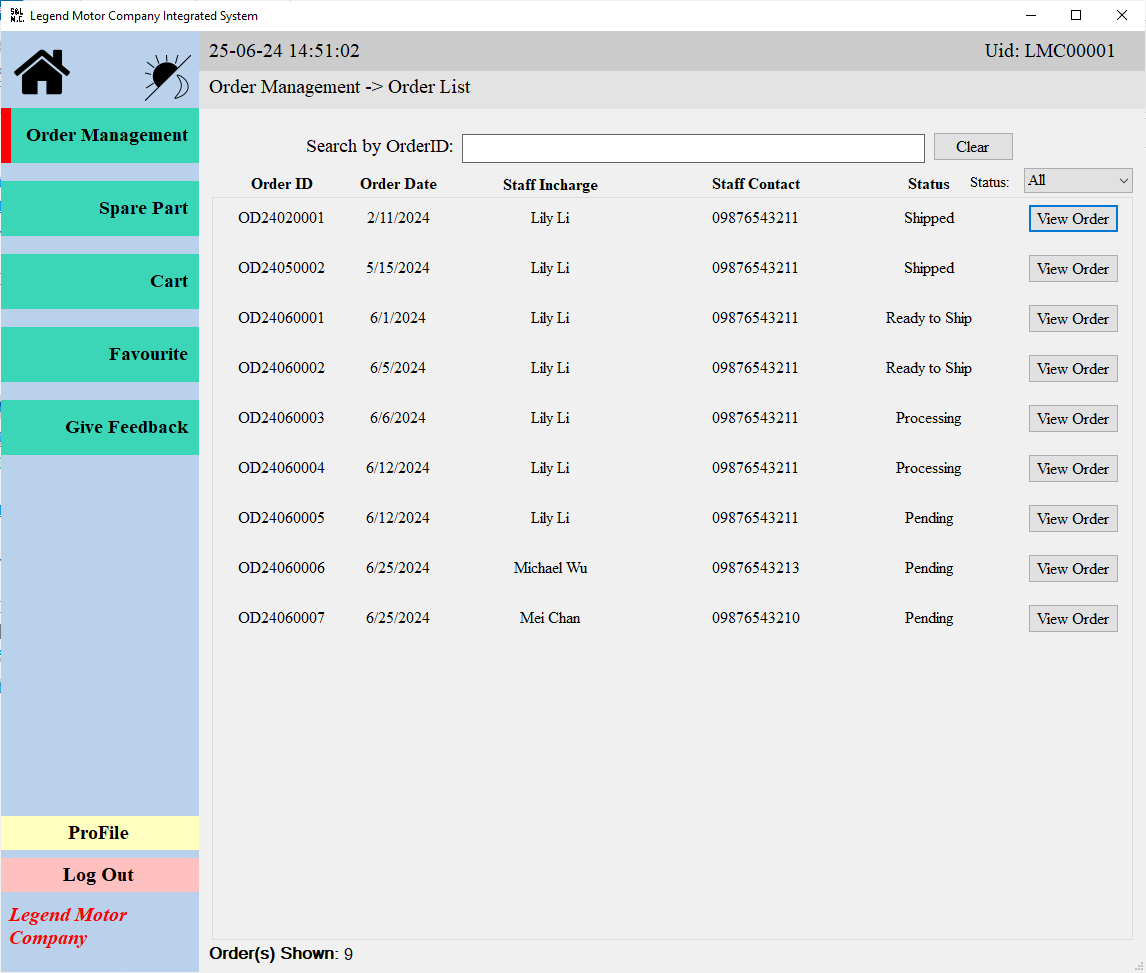 S&L
M.C. Legend Motor Company Integrated System
25-06-24 14:51:02 Uid: LMC00001
Order Management -> Order List
Order Management
Spare Part
Cart
Favourite
Give Feedback
ProFile
Log Out
Legend Motor
Company
Search by OrderID: Clear
Order ID Order Date Staff Incharge Staff Contact Status Status: All
OD24020001 2/11/2024 Lily Li 09876543211 Shipped View Order
OD24050002 5/15/2024 Lily Li 09876543211 Shipped View Order
OD24060001 6/1/2024 Lily Li 09876543211 Ready to Ship View Order
OD24060002 6/5/2024 Lily Li 09876543211 Ready to Ship View Order
OD24060003 6/6/2024 Lily Li 09876543211 Processing View Order
OD24060004 6/12/2024 Lily Li 09876543211 Processing View Order
OD24060005 6/12/2024 Lily Li 09876543211 Pending View Order
OD24060006 6/25/2024 Michael Wu 09876543213 Pending View Order
OD24060007 6/25/2024 Mei Chan 09876543210 Pending View Order
Order(s) Shown: 9